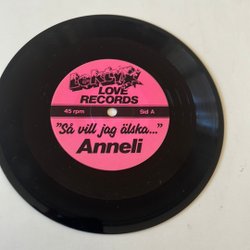 LOVE
RECORDS
45 rpm Sid A
"Så vill jag älska..."
Anneli